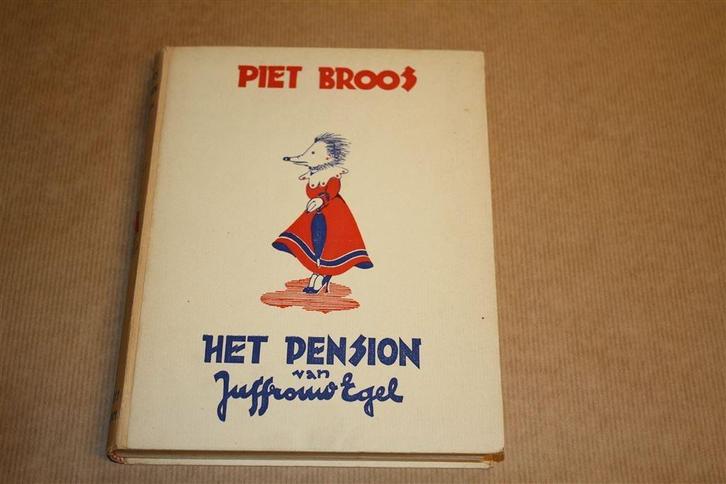 PIET BROOS
HET PENSION
van
Juffrouw Egel